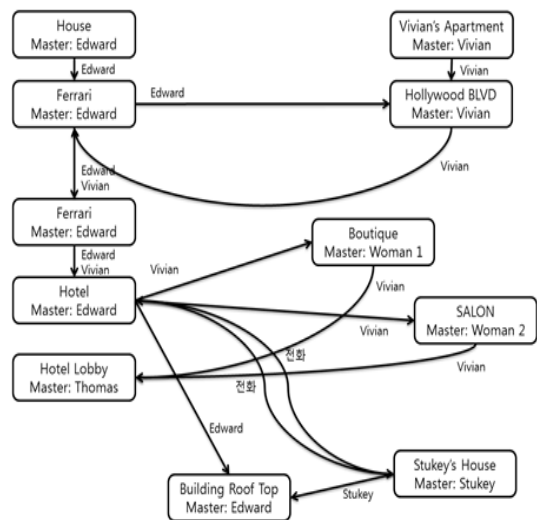 House
Master: Edward
Vivian's Apartment
Master: Vivian
Edward
Vivian
Ferrari
Master: Edward
Edward
Hollywood BLVD
Master: Vivian
Edward
Vivian
Vivian
Ferrari
Master: Edward
Edward
Vivian
Boutique
Master: Woman 1
Vivian
Vivian
Hotel
Master: Edward
SALON
Master: Woman 2
Vivian
전화
Hotel Lobby
Master: Thomas
Vivian
전화
Edward
Stukey's House
Master: Stukey
Building Roof Top
Master: Edward
Stukey